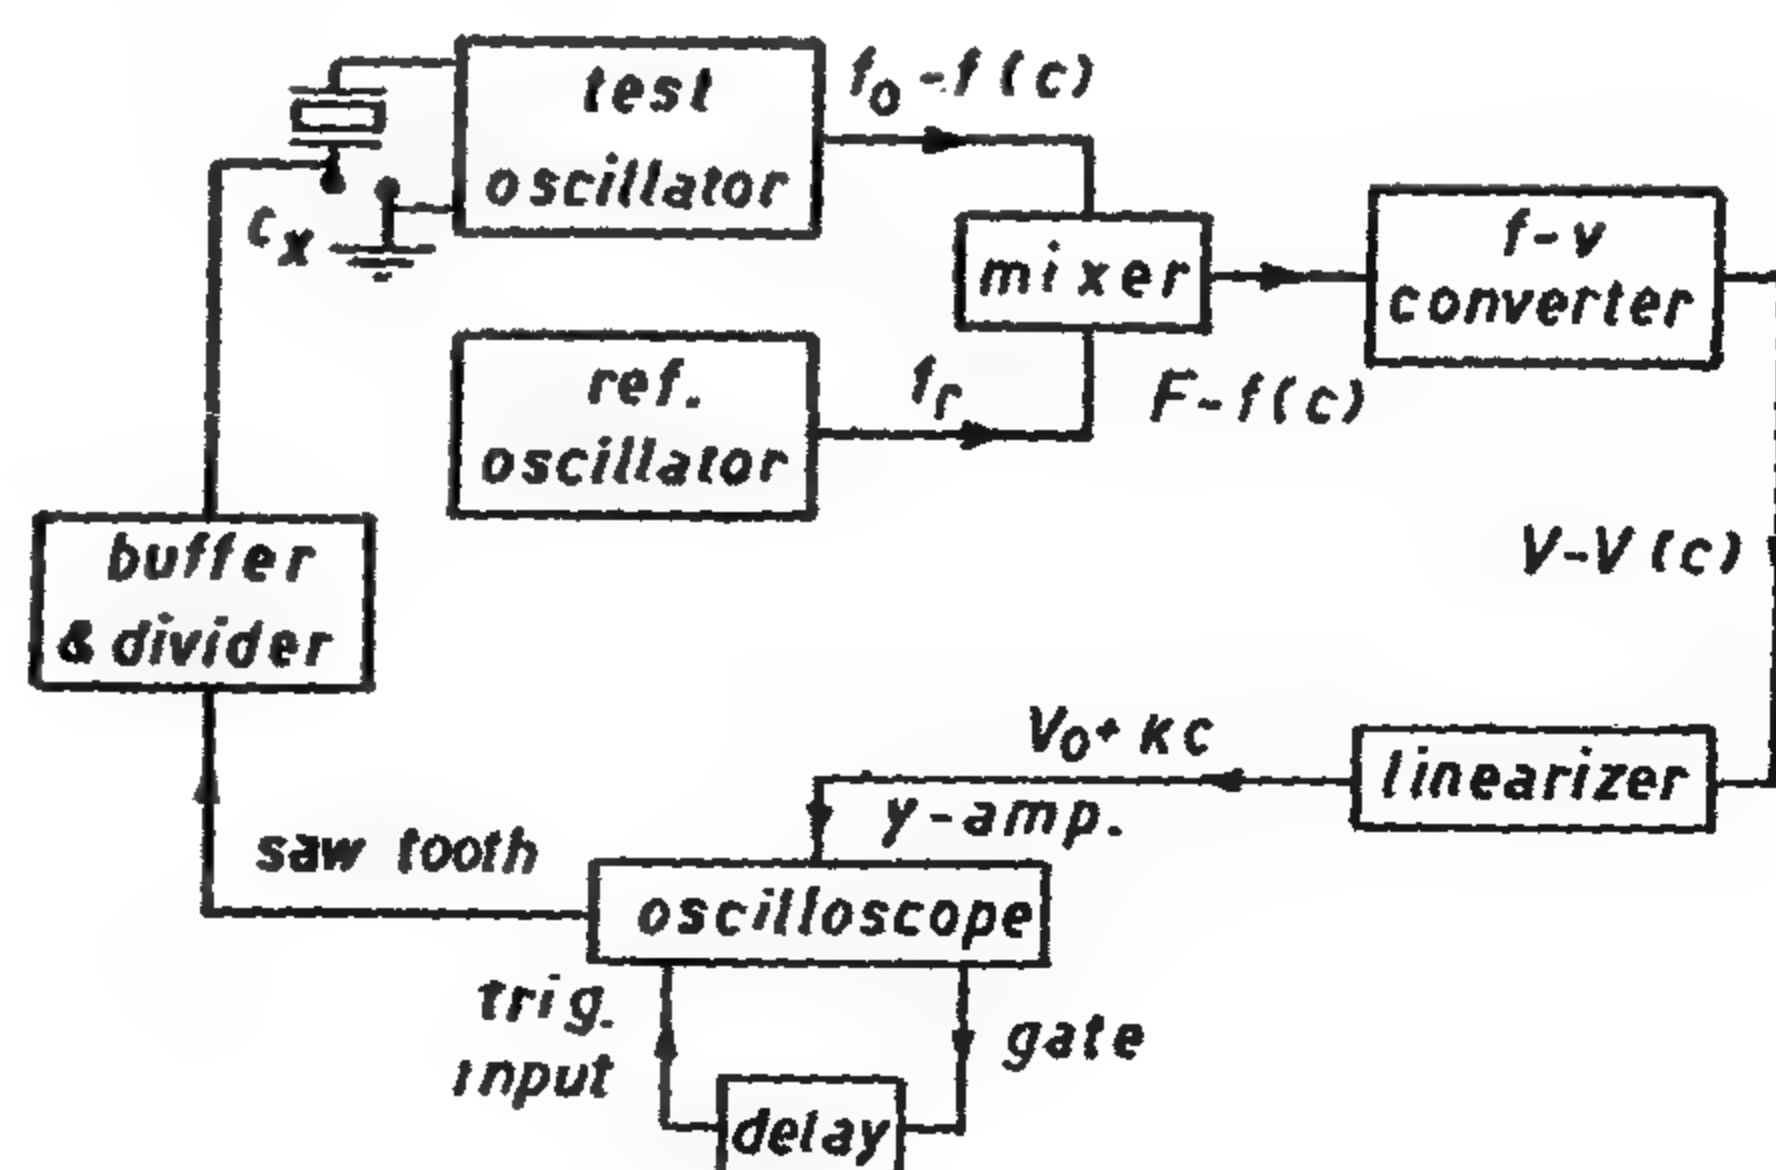 test
oscillator
f₀-f(c)
cₓ
mixer
f-v
converter
ref.
oscillator
fᵣ
F-f(c)
buffer
& divider
V-V(c)
V₀+KC
linearizer
y-amp.
saw tooth
oscilloscope
trig.
input
gate
delay